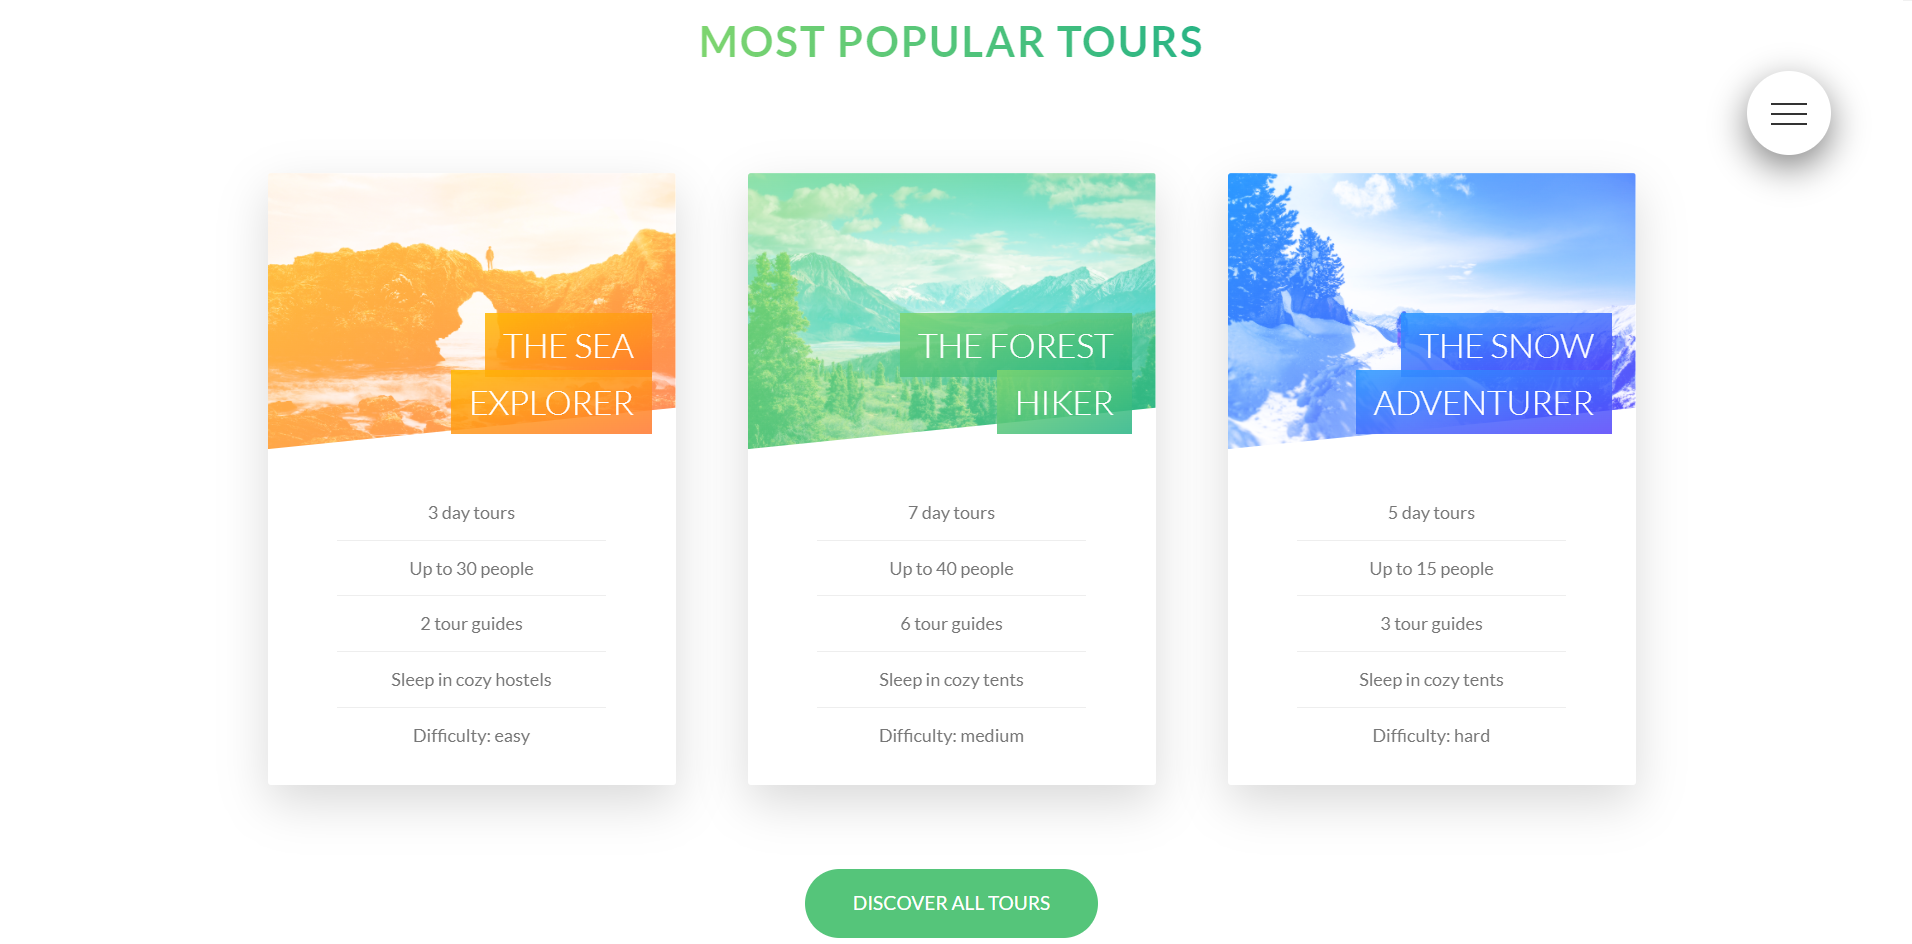 MOST POPULAR TOURS
THE SEA
EXPLORER
3 day tours
Up to 30 people
2 tour guides
Sleep in cozy hostels
Difficulty: easy
THE FOREST
HIKER
7 day tours
Up to 40 people
6 tour guides
Sleep in cozy tents
Difficulty: medium
THE SNOW
ADVENTURER
5 day tours
Up to 15 people
3 tour guides
Sleep in cozy tents
Difficulty: hard
DISCOVER ALL TOURS